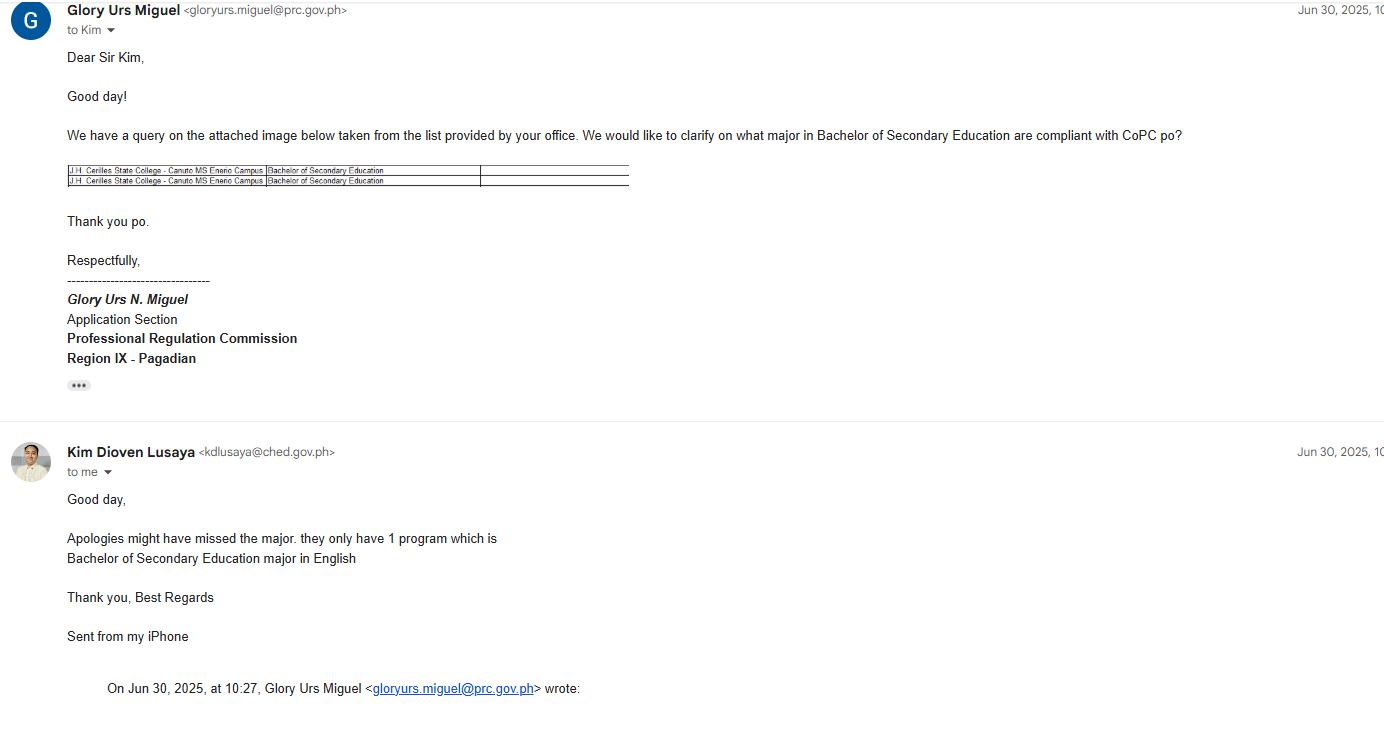 G
Glory Urs Miguel <gloryurs.miguel@prc.gov.ph>
Jun 30, 2025, 10
to Kim
Dear Sir Kim,
Good day!
We have a query on the attached image below taken from the list provided by your office. We would like to clarify on what major in Bachelor of Secondary Education are compliant with CoPC po?
J.H. Cerilles State College - Canuto MS Enerio Campus Bachelor of Secondary Education
J.H. Cerilles State College - Canuto MS Enerio Campus Bachelor of Secondary Education
Thank you po.
Respectfully,
---------------------------------
Glory Urs N. Miguel
Application Section
Professional Regulation Commission
Region IX - Pagadian
Kim Dioven Lusaya <kdlusaya@ched.gov.ph>
Jun 30, 2025, 10
to me
Good day,
Apologies might have missed the major. they only have 1 program which is
Bachelor of Secondary Education major in English
Thank you, Best Regards
Sent from my iPhone
On Jun 30, 2025, at 10:27, Glory Urs Miguel <gloryurs.miguel@prc.gov.ph> wrote: